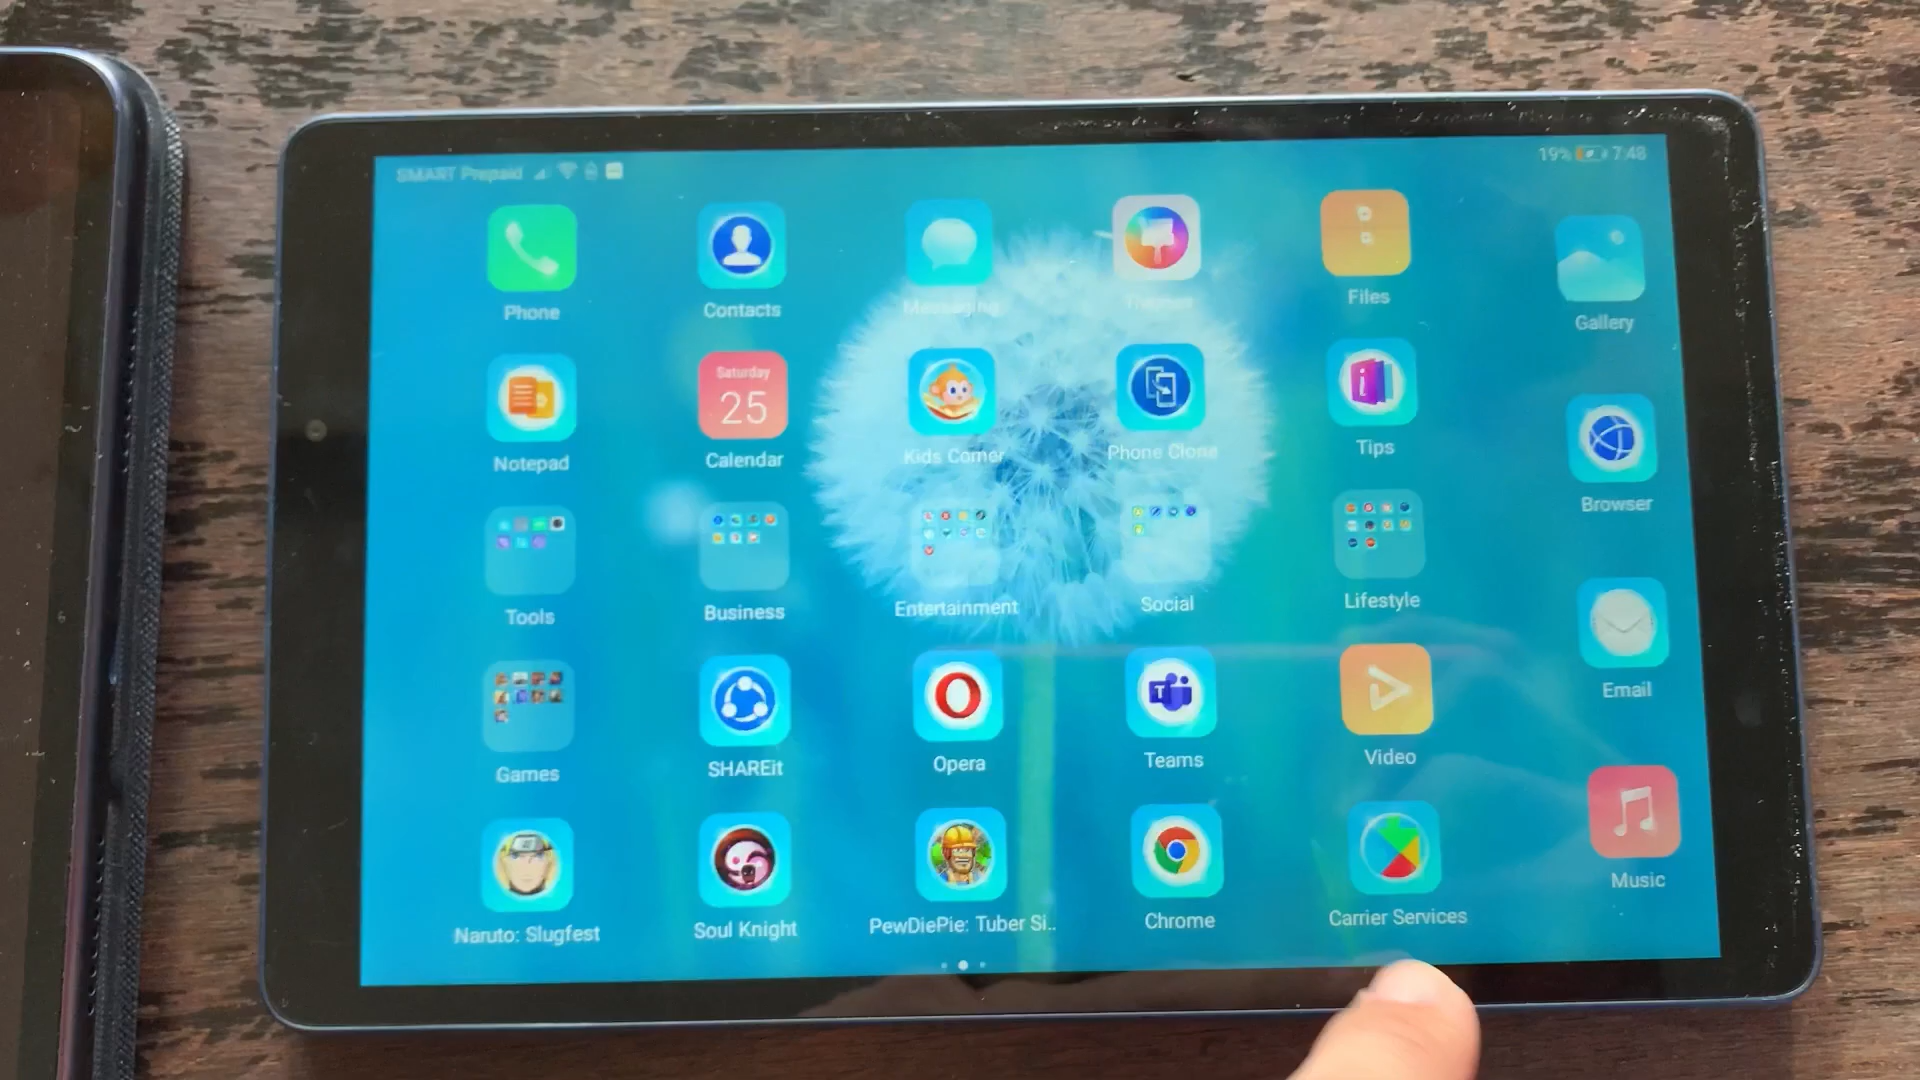 SMART Prepaid
19% 7:48
Phone
Contacts
Messaging
Themes
Files
Gallery
Saturday
25
Notepad
Calendar
Kids Corner
Phone Clone
Tips
Browser
Tools
Business
Entertainment
Social
Lifestyle
Email
Games
SHAREit
Opera
T
Teams
Video
Music
Naruto: Slugfest
Soul Knight
PewDiePie: Tuber Si..
Chrome
Carrier Services